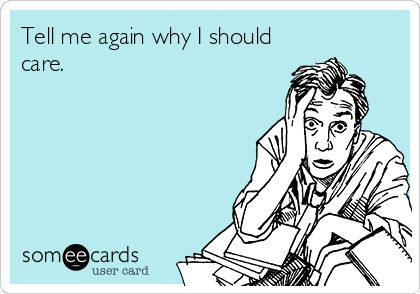 Tell me again why I should
care.
someecards
user card